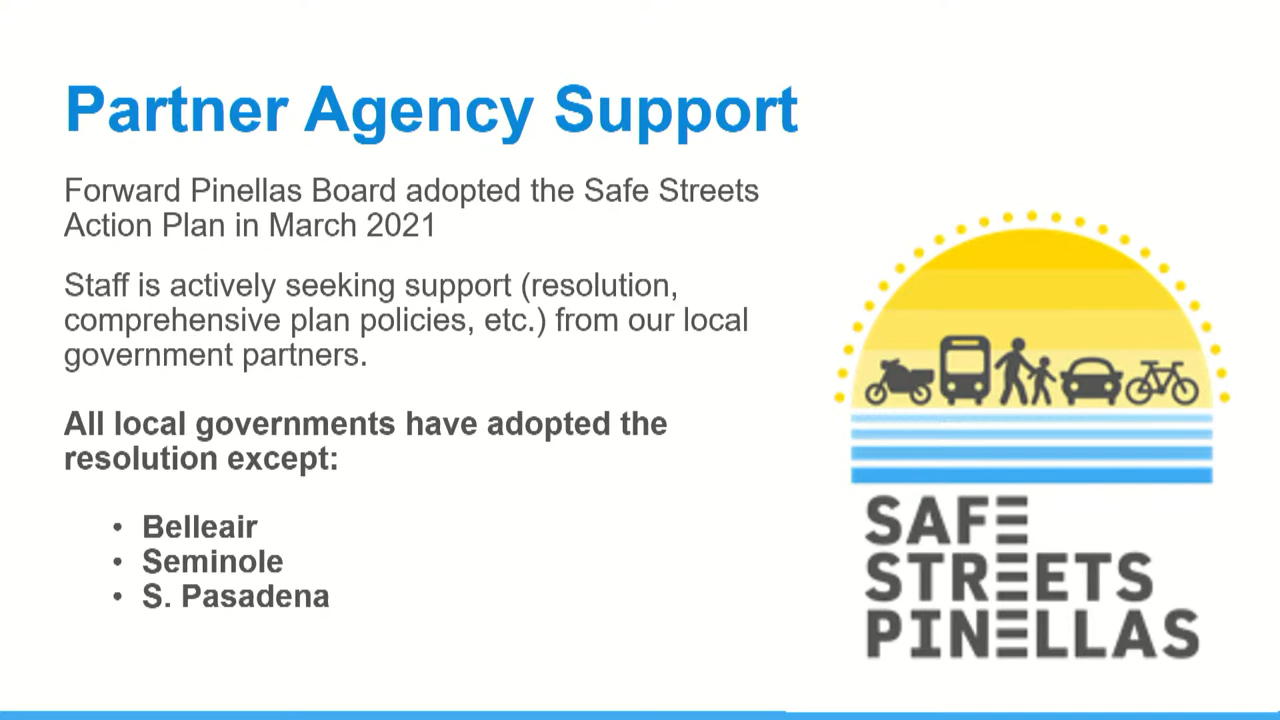 Partner Agency Support
Forward Pinellas Board adopted the Safe Streets
Action Plan in March 2021
Staff is actively seeking support (resolution,
comprehensive plan policies, etc.) from our local
government partners.
All local governments have adopted the
resolution except:
• Belleair
• Seminole
• S. Pasadena
SAFE
STREETS
PINELLAS